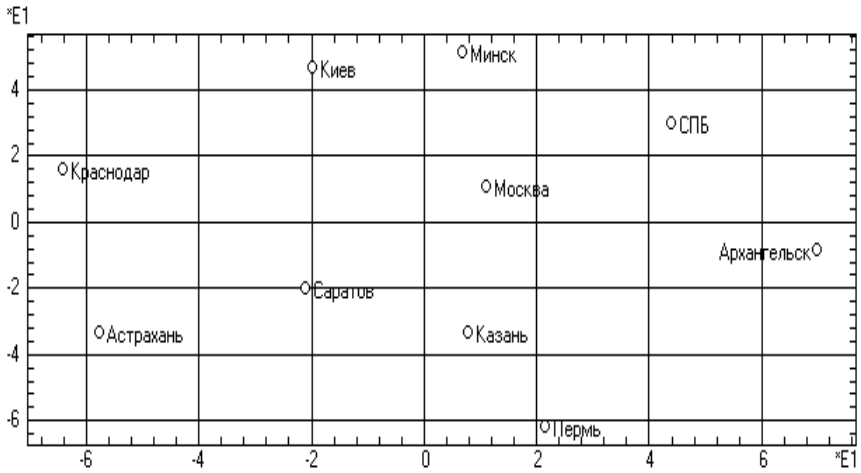 *E1
Минск
Киев
4
СПБ
2
Краснодар
Москва
0
Архангельск
-2
Саратов
Астрахань
Казань
-4
-6
Пермь
-6 -2 0 2 4 6 *E1